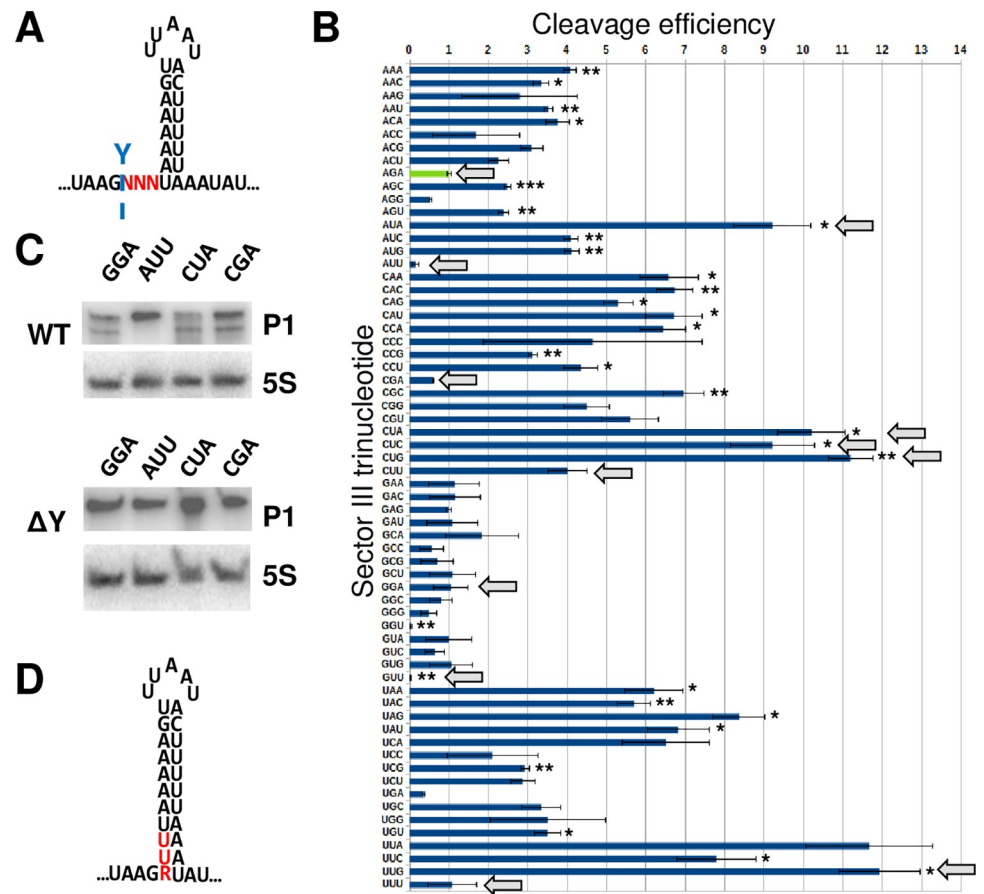 A
U A A
U U
UA
GC
AU
AU
AU
AU
AU
Y
...UAAGNNNUAAAUAU...
I
B
Cleavage efficiency
0 1 2 3 4 5 6 7 8 9 10 11 12 13 14
Sector III trinucleotide
AAA **
AAC *
AAG
AAU **
ACA *
ACC
ACG
ACU
AGA
AGC ***
AGG
AGU **
AUA *
AUC **
AUG **
AUU
CAA *
CAC **
CAG *
CAU *
CCA *
CCC
CCG **
CCU *
CGA
CGC **
CGG
CGU
CUA *
CUC *
CUG **
CUU
GAA
GAC
GAG
GAU
GCA
GCC
GCG
GCU
GGA
GGC
GGG
GGU **
GUA
GUC
GUG
GUU **
UAA *
UAC **
UAG *
UAU *
UCA
UCC
UCG **
UCU
UGA
UGC
UGG
UGU *
UUA
UUC *
UUG *
UUU
C
GGA AUU CUA CGA
WT P1
5S
GGA AUU CUA CGA
ΔY P1
5S
D
U A A
U U
UA
GC
AU
AU
AU
AU
AU
UA
UA
UA
...UAAGRUAU...